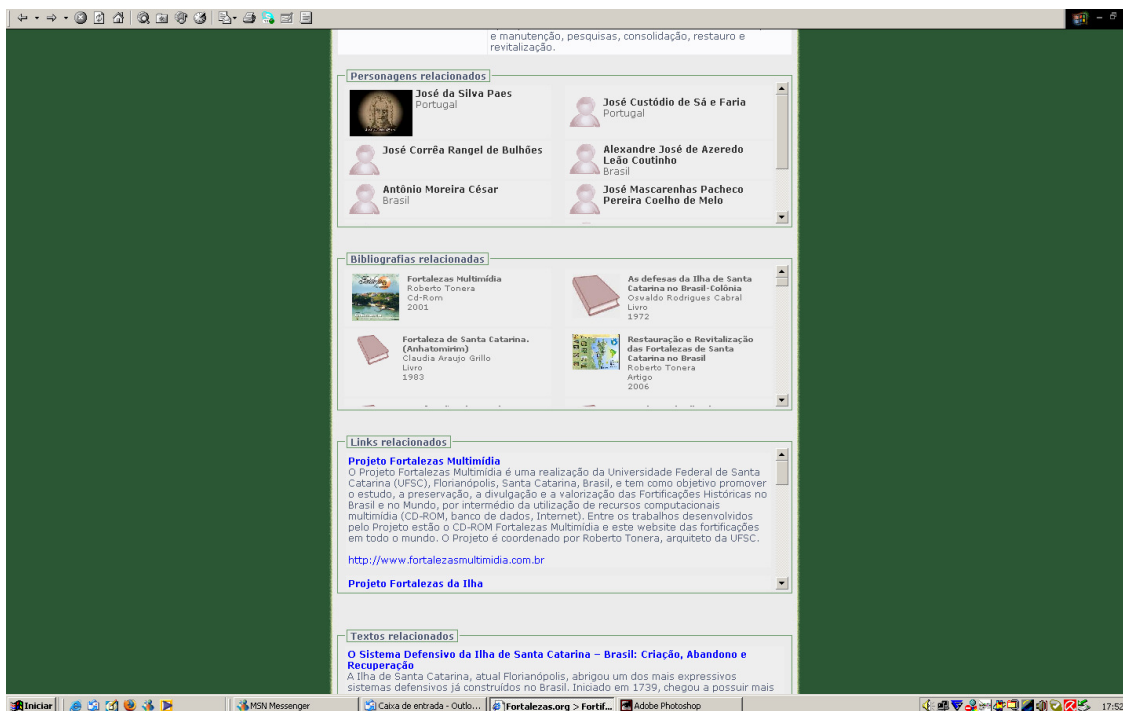 e manutenção, pesquisas, consolidação, restauro e
revitalização.
Personagens relacionados
José da Silva Paes
Portugal
José Custódio de Sá e Faria
Portugal
José Corrêa Rangel de Bulhões
Alexandre José de Azeredo
Leão Coutinho
Brasil
Antônio Moreira César
Brasil
José Mascarenhas Pacheco
Pereira Coelho de Melo
Bibliografias relacionadas
Fortalezas Multimídia
Roberto Tonera
Cd-Rom
2001
As defesas da Ilha de Santa
Catarina no Brasil-Colônia
Osvaldo Rodrigues Cabral
Livro
1972
Fortaleza de Santa Catarina.
(Anhatomirim)
Claudia Araujo Grillo
Livro
1983
Restauração e Revitalização
das Fortalezas de Santa
Catarina no Brasil
Roberto Tonera
Artigo
2006
Links relacionados
Projeto Fortalezas Multimídia
O Projeto Fortalezas Multimídia é uma realização da Universidade Federal de Santa
Catarina (UFSC), Florianópolis, Santa Catarina, Brasil, e tem como objetivo promover
o estudo, a preservação, a divulgação e a valorização das Fortificações Históricas no
Brasil e no Mundo, por intermédio da utilização de recursos computacionais
multimídia (CD-ROM, banco de dados, Internet). Entre os trabalhos desenvolvidos
pelo Projeto estão o CD-ROM Fortalezas Multimídia e este website das fortificações
em todo o mundo. O Projeto é coordenado por Roberto Tonera, arquiteto da UFSC.
http://www.fortalezasmultimidia.com.br
Projeto Fortalezas da Ilha
Textos relacionados
O Sistema Defensivo da Ilha de Santa Catarina – Brasil: Criação, Abandono e
Recuperação
A Ilha de Santa Catarina, atual Florianópolis, abrigou um dos mais expressivos
sistemas defensivos já construídos no Brasil. Iniciado em 1739, chegou a possuir mais
Iniciar
MSN Messenger
Caixa de entrada - Outlo...
Fortalezas.org > Fortif...
Adobe Photoshop
17:52